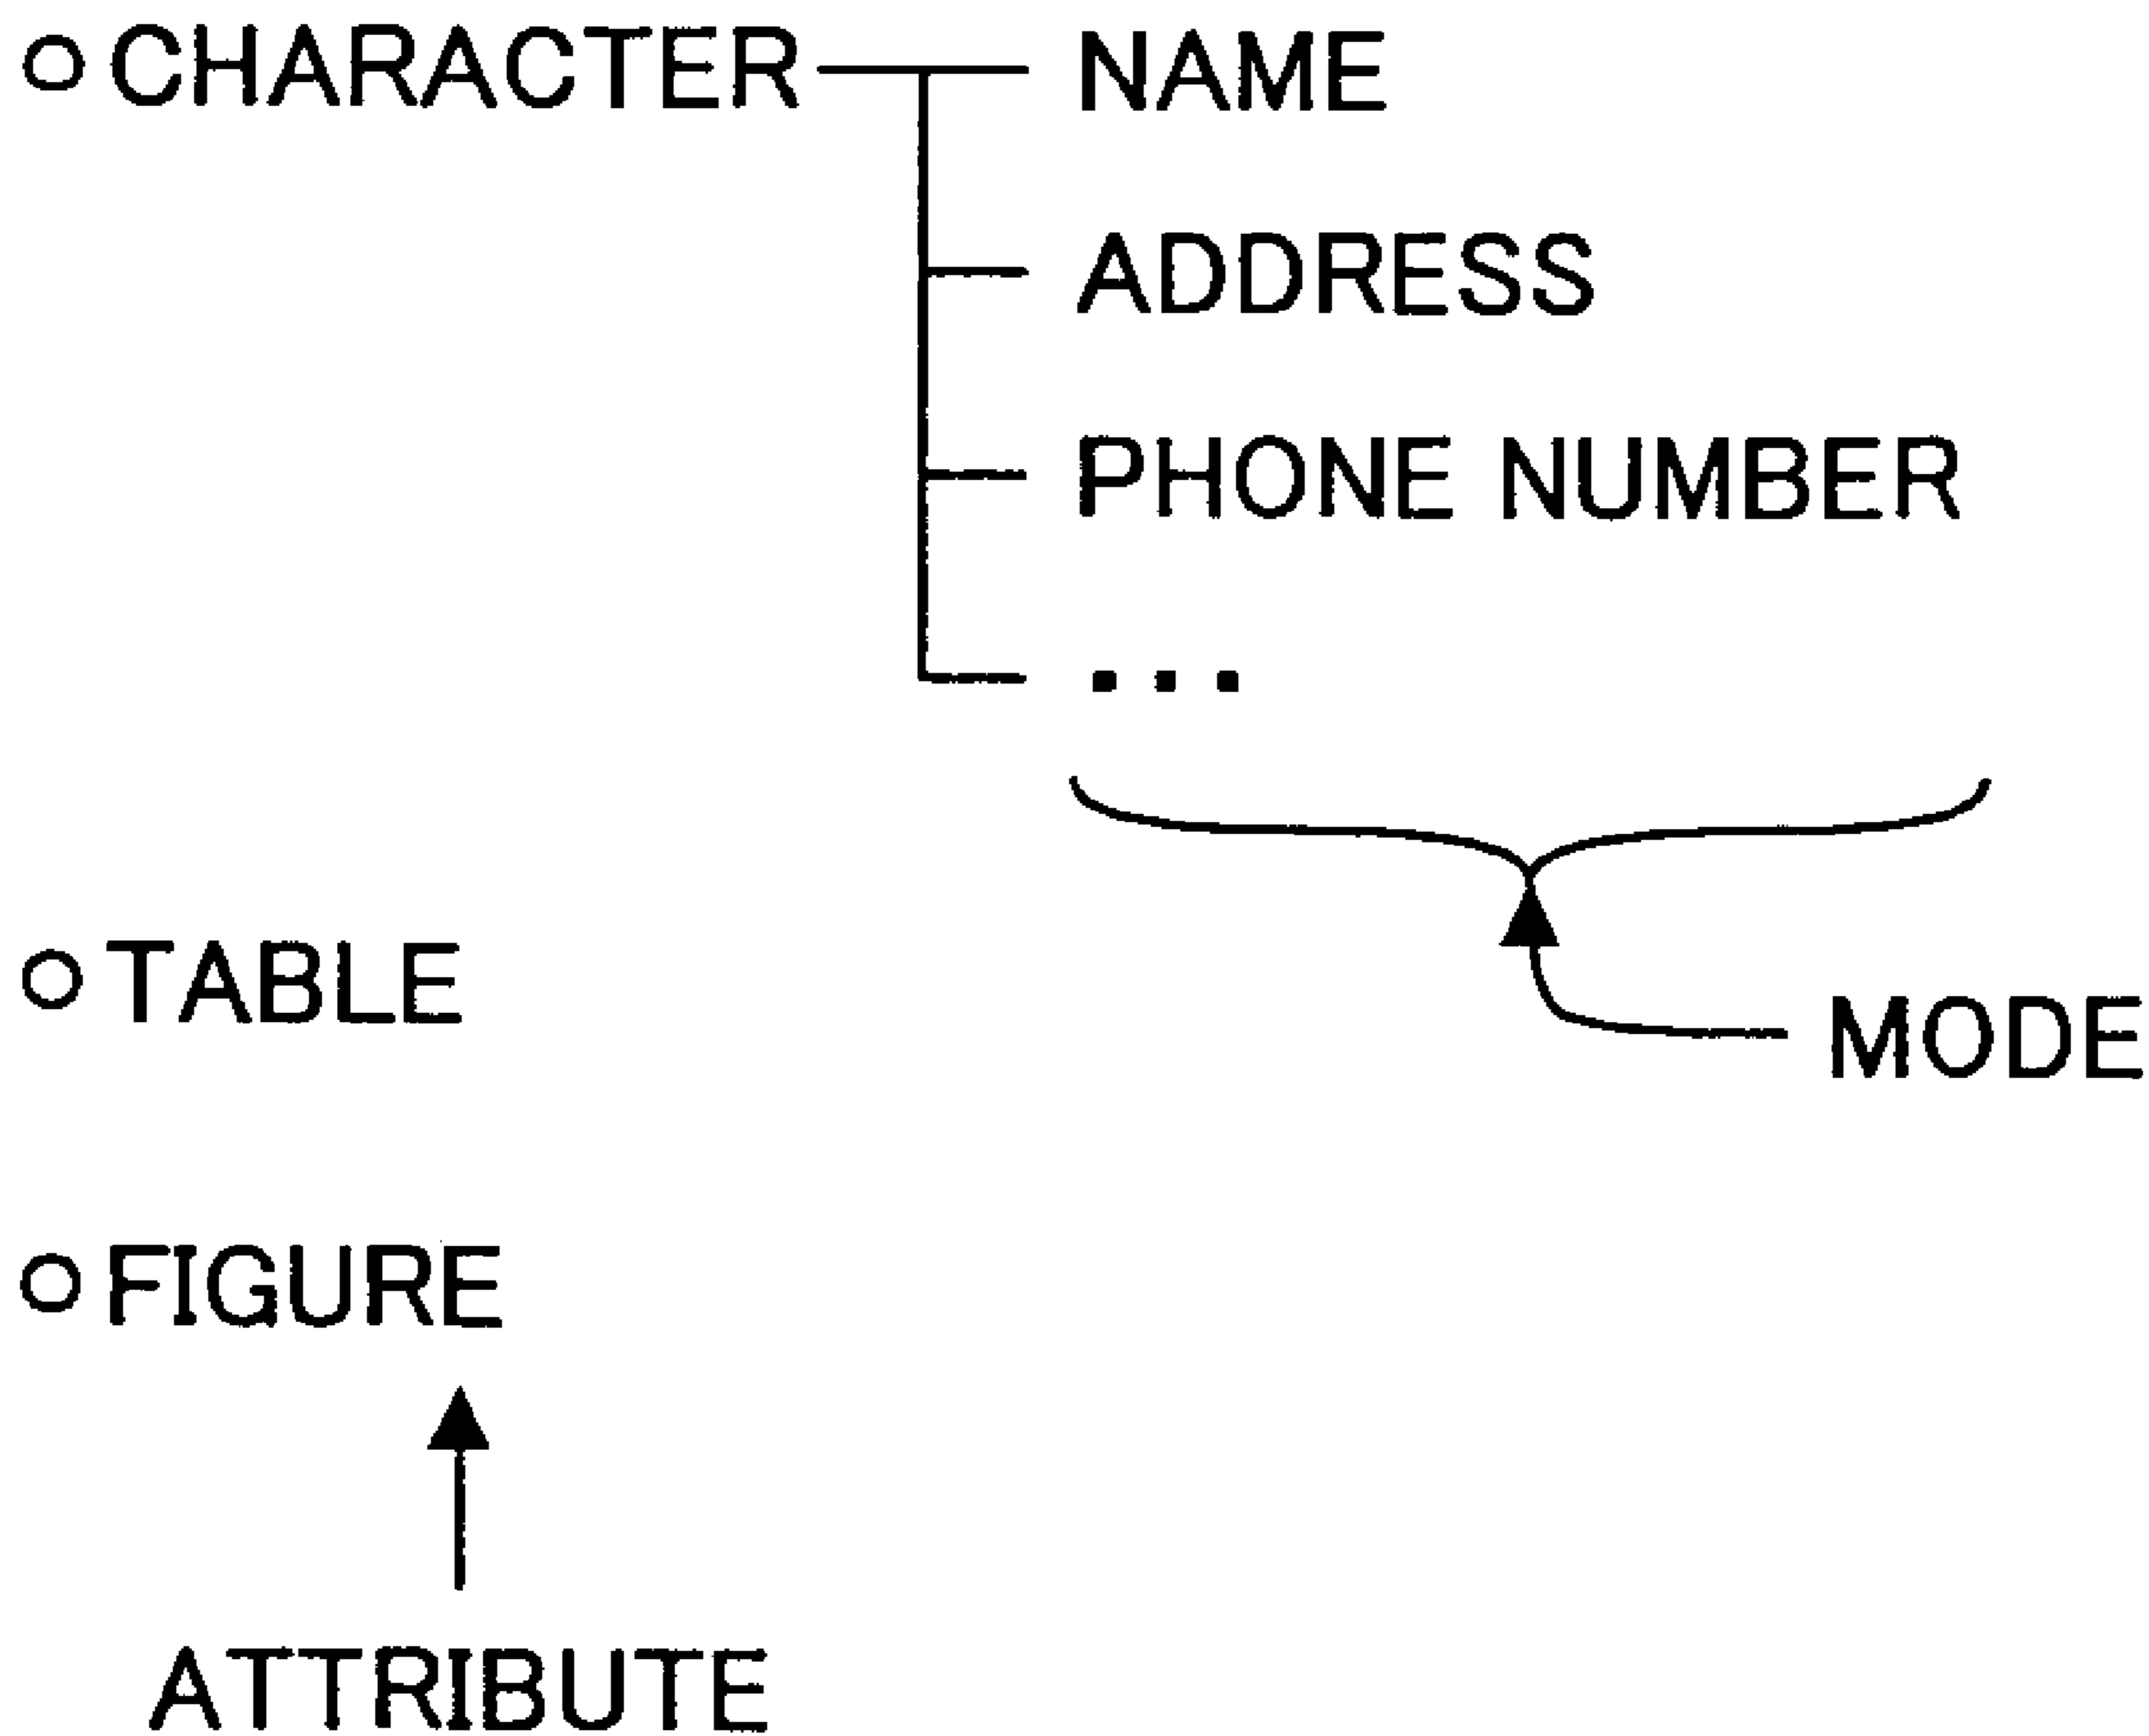 ○ CHARACTER NAME
ADDRESS
PHONE NUMBER
...
○ TABLE
MODE
○ FIGURE
ATTRIBUTE